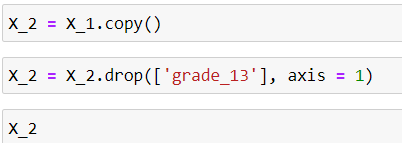 X_2 = X_1.copy()
X_2 = X_2.drop(['grade_13'], axis = 1)
X_2